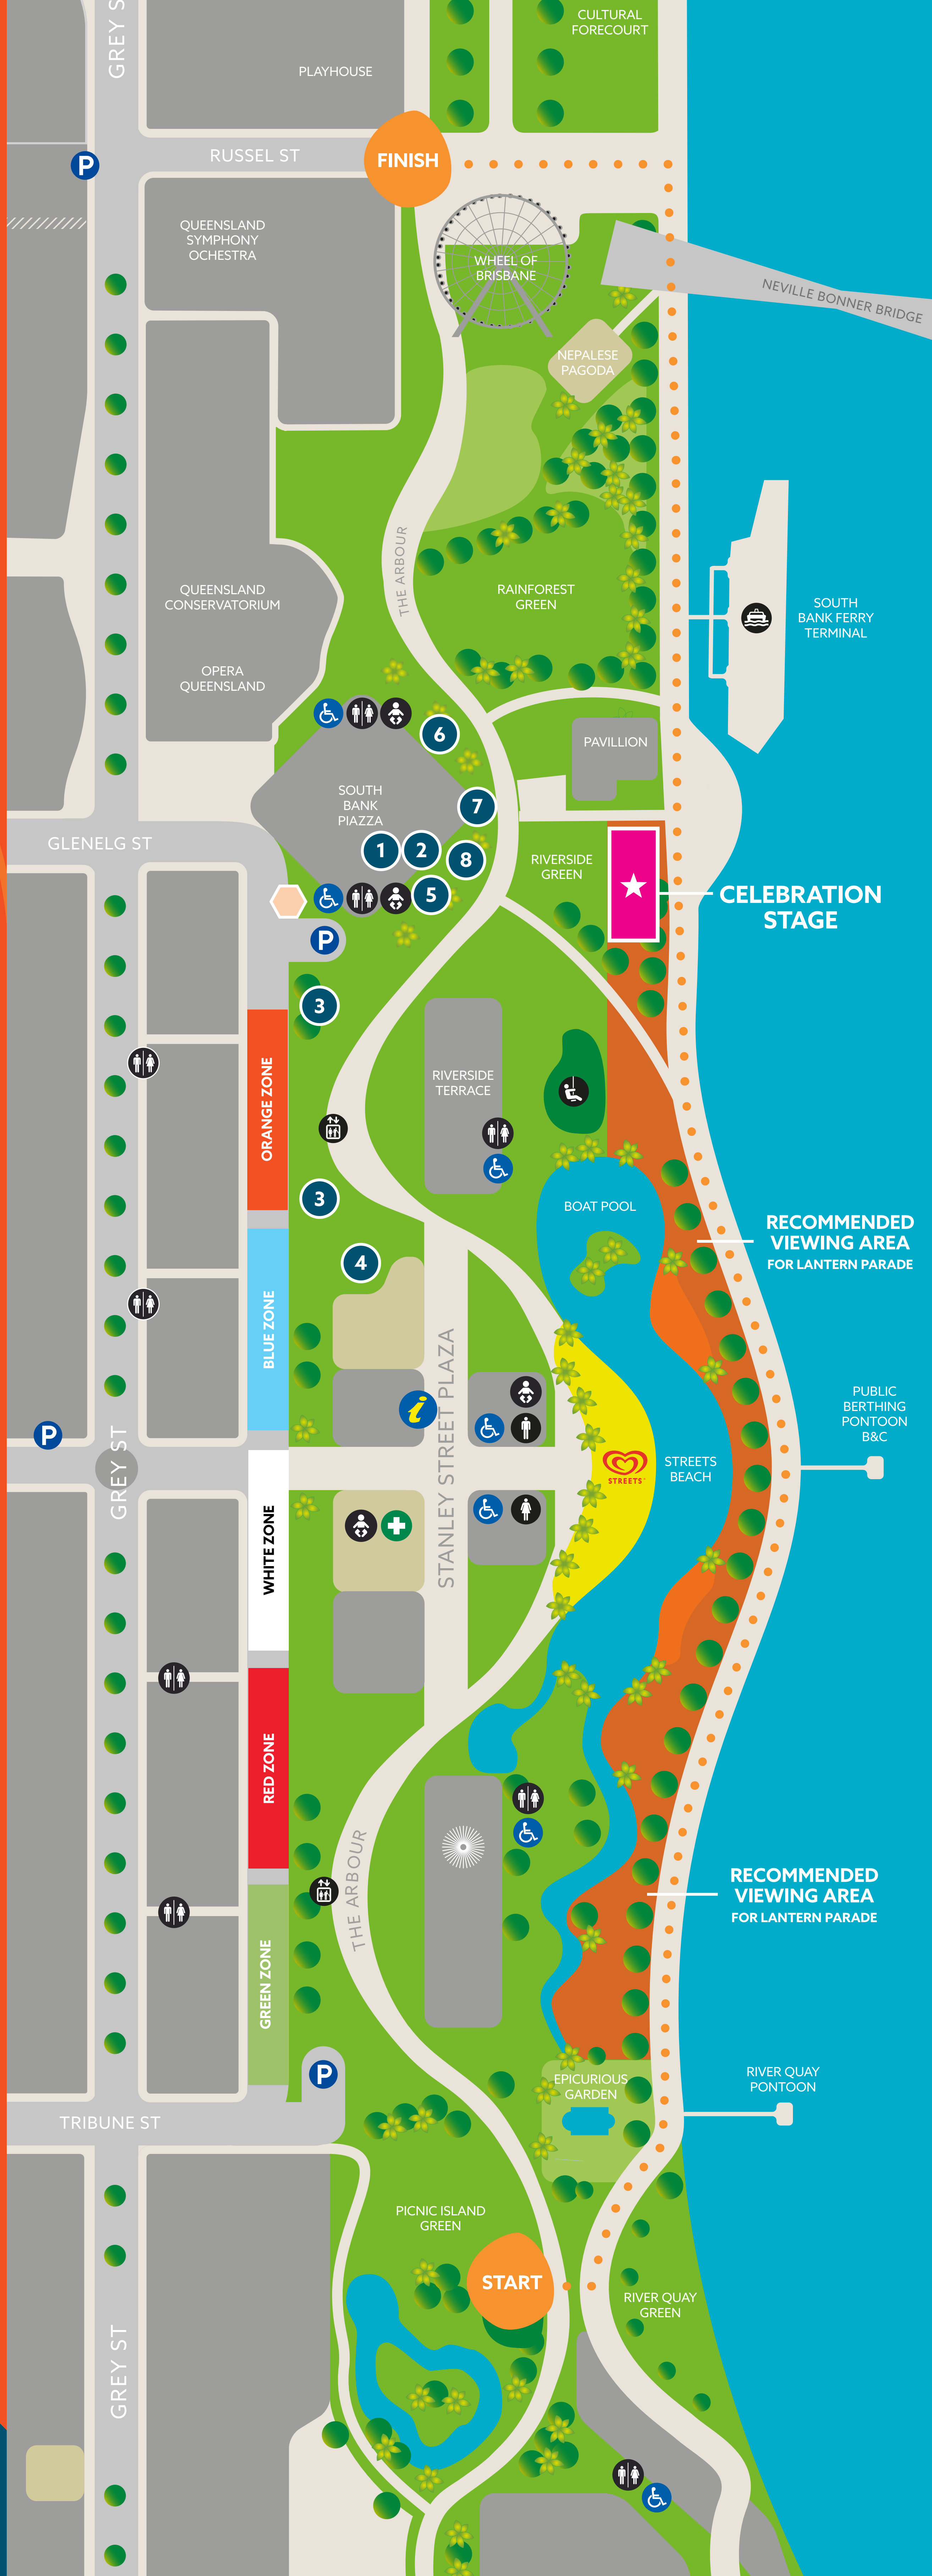 GREY S
CULTURAL
FORECOURT
PLAYHOUSE
P
RUSSEL ST
FINISH
QUEENSLAND
SYMPHONY
OCHESTRA
WHEEL OF
BRISBANE
NEVILLE BONNER BRIDGE
NEPALESE
PAGODA
THE ARBOUR
RAINFOREST
GREEN
QUEENSLAND
CONSERVATORIUM
SOUTH
BANK FERRY
TERMINAL
OPERA
QUEENSLAND
6
PAVILLION
SOUTH
BANK
PIAZZA
7
GLENELG ST
1
2
8
RIVERSIDE
GREEN
CELEBRATION
STAGE
5
P
3
ORANGE ZONE
RIVERSIDE
TERRACE
3
BOAT POOL
RECOMMENDED
VIEWING AREA
FOR LANTERN PARADE
4
BLUE ZONE
STANLEY STREET PLAZA
i
P
GREY ST
PUBLIC
BERTHING
PONTOON
B&C
STREETS
STREETS
BEACH
WHITE ZONE
RED ZONE
THE ARBOUR
RECOMMENDED
VIEWING AREA
FOR LANTERN PARADE
GREEN ZONE
P
EPICURIOUS
GARDEN
RIVER QUAY
PONTOON
TRIBUNE ST
PICNIC ISLAND
GREEN
START
RIVER QUAY
GREEN
GREY ST